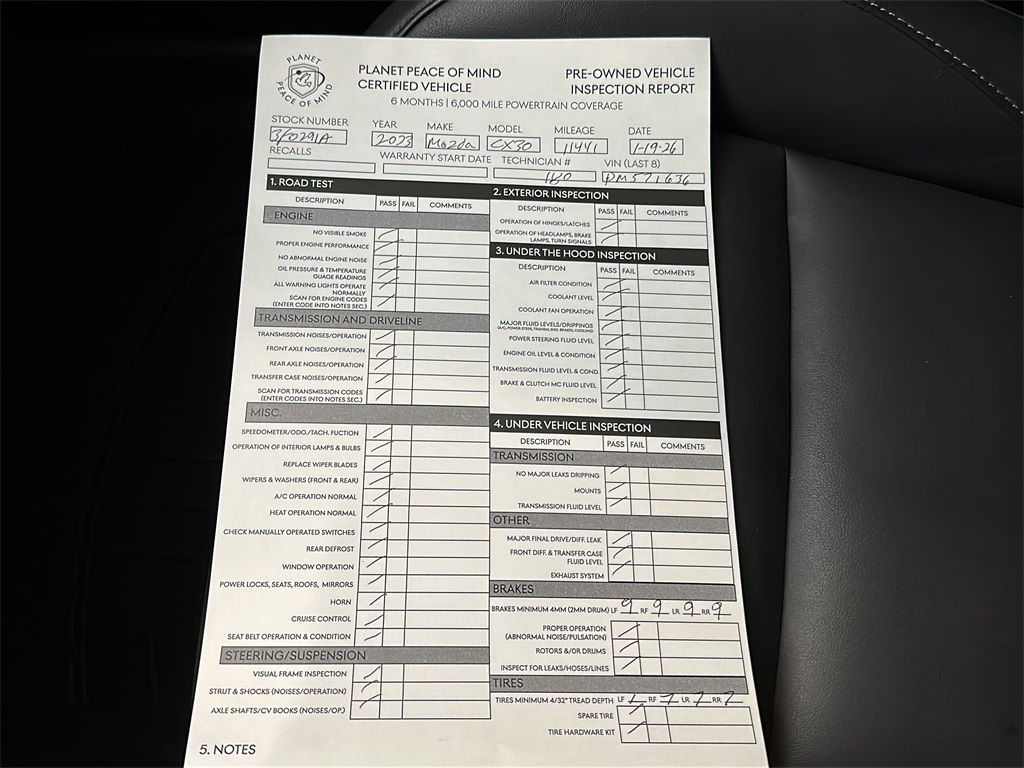 PLANET
PEACE OF MIND
PLANET PEACE OF MIND
CERTIFIED VEHICLE
PRE-OWNED VEHICLE
INSPECTION REPORT
6 MONTHS | 6,000 MILE POWERTRAIN COVERAGE
STOCK NUMBER YEAR MAKE MODEL MILEAGE DATE
3F0291A 2023 Mazda CX30 11441 1-19-26
RECALLS WARRANTY START DATE TECHNICIAN # VIN (LAST 8)
180 PM571636
1. ROAD TEST
DESCRIPTION PASS FAIL COMMENTS
ENGINE
NO VISIBLE SMOKE
PROPER ENGINE PERFORMANCE
NO ABNORMAL ENGINE NOISE
OIL PRESSURE & TEMPERATURE
GUAGE READINGS
ALL WARNING LIGHTS OPERATE
NORMALLY
SCAN FOR ENGINE CODES
(ENTER CODE INTO NOTES SEC.)
TRANSMISSION AND DRIVELINE
TRANSMISSION NOISES/OPERATION
FRONT AXLE NOISES/OPERATION
REAR AXLE NOISES/OPERATION
TRANSFER CASE NOISES/OPERATION
SCAN FOR TRANSMISSION CODES
(ENTER CODES INTO NOTES SEC.)
MISC.
SPEEDOMETER/ODO./TACH. FUCTION
OPERATION OF INTERIOR LAMPS & BULBS
REPLACE WIPER BLADES
WIPERS & WASHERS (FRONT & REAR)
A/C OPERATION NORMAL
HEAT OPERATION NORMAL
CHECK MANUALLY OPERATED SWITCHES
REAR DEFROST
WINDOW OPERATION
POWER LOCKS, SEATS, ROOFS, MIRRORS
HORN
CRUISE CONTROL
SEAT BELT OPERATION & CONDITION
STEERING/SUSPENSION
VISUAL FRAME INSPECTION
STRUT & SHOCKS (NOISES/OPERATION)
AXLE SHAFTS/CV BOOKS (NOISES/OP.)
2. EXTERIOR INSPECTION
DESCRIPTION PASS FAIL COMMENTS
OPERATION OF HINGES/LATCHES
OPERATION OF HEADLAMPS, BRAKE
LAMPS, TURN SIGNALS
3. UNDER THE HOOD INSPECTION
DESCRIPTION PASS FAIL COMMENTS
AIR FILTER CONDITION
COOLANT LEVEL
COOLANT FAN OPERATION
MAJOR FLUID LEVELS/DRIPPINGS
(A/C, POWER STEER, TRANSM, ENG, BRAKES, COOLING)
POWER STEERING FLUID LEVEL
ENGINE OIL LEVEL & CONDITION
TRANSMISSION FLUID LEVEL & COND.
BRAKE & CLUTCH MC FLUID LEVEL
BATTERY INSPECTION
4. UNDER VEHICLE INSPECTION
DESCRIPTION PASS FAIL COMMENTS
TRANSMISSION
NO MAJOR LEAKS DRIPPING
MOUNTS
TRANSMISSION FLUID LEVEL
OTHER
MAJOR FINAL DRIVE/DIFF. LEAK
FRONT DIFF. & TRANSFER CASE
FLUID LEVEL
EXHAUST SYSTEM
BRAKES
BRAKES MINIMUM 4MM (2MM DRUM) LF 9 RF 9 LR 9 RR 9
PROPER OPERATION
(ABNORMAL NOISE/PULSATION)
ROTORS &/OR DRUMS
INSPECT FOR LEAKS/HOSES/LINES
TIRES
TIRES MINIMUM 4/32" TREAD DEPTH LF 7 RF 7 LR 7 RR 7
SPARE TIRE
TIRE HARDWARE KIT
5. NOTES